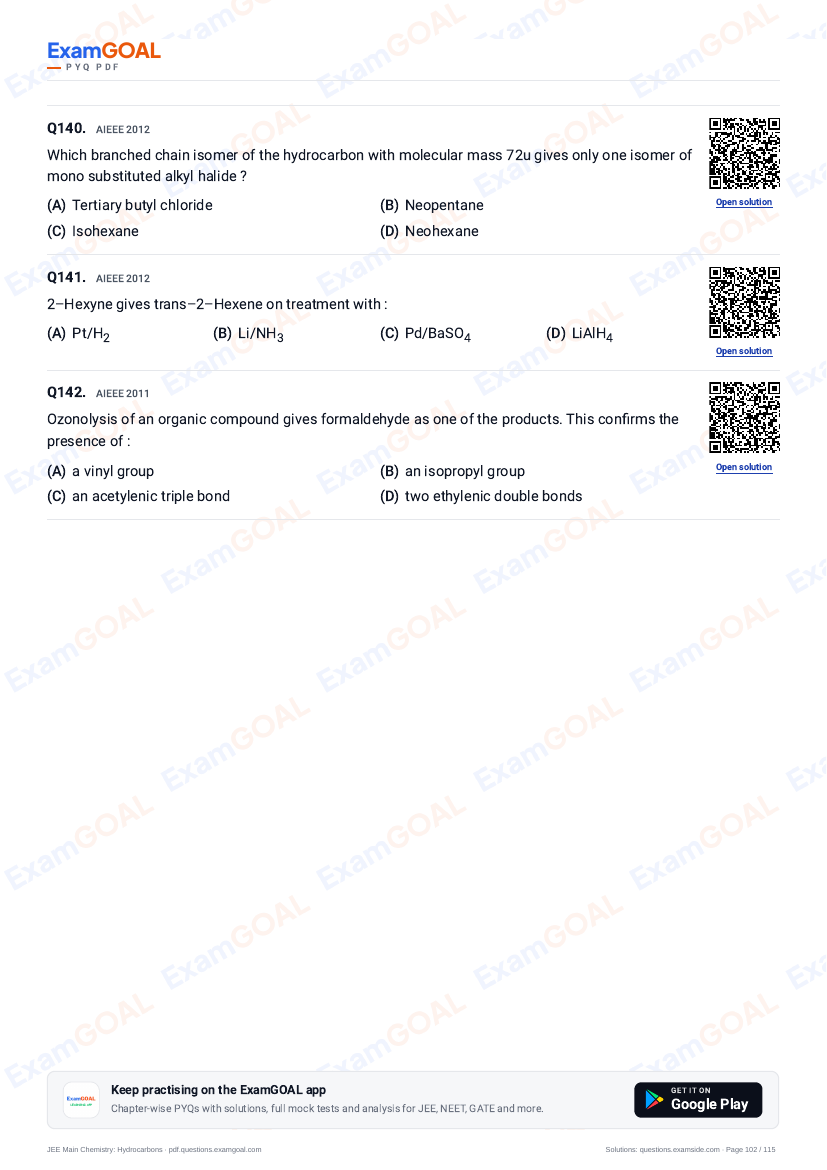 ExamGOAL
PYQ PDF
Q140. AIEEE 2012
Which branched chain isomer of the hydrocarbon with molecular mass 72u gives only one isomer of
mono substituted alkyl halide ?
(A) Tertiary butyl chloride (B) Neopentane
(C) Isohexane (D) Neohexane
Open solution
Q141. AIEEE 2012
2−Hexyne gives trans−2−Hexene on treatment with :
(A) Pt/H₂ (B) Li/NH₃ (C) Pd/BaSO₄ (D) LiAlH₄
Open solution
Q142. AIEEE 2011
Ozonolysis of an organic compound gives formaldehyde as one of the products. This confirms the
presence of :
(A) a vinyl group (B) an isopropyl group
(C) an acetylenic triple bond (D) two ethylenic double bonds
Open solution
ExamGOAL
Keep practising on the ExamGOAL app
Chapter-wise PYQs with solutions, full mock tests and analysis for JEE, NEET, GATE and more.
GET IT ON
Google Play
JEE Main Chemistry: Hydrocarbons · pdf.questions.examgoal.com Solutions: questions.examside.com · Page 102 / 115